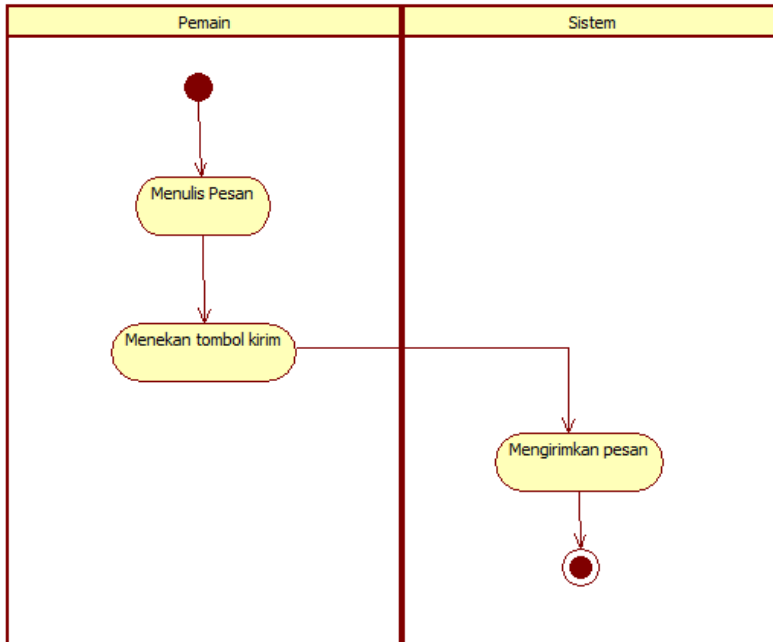 Pemain
Sistem
Menulis Pesan
Menekan tombol kirim
Mengirimkan pesan